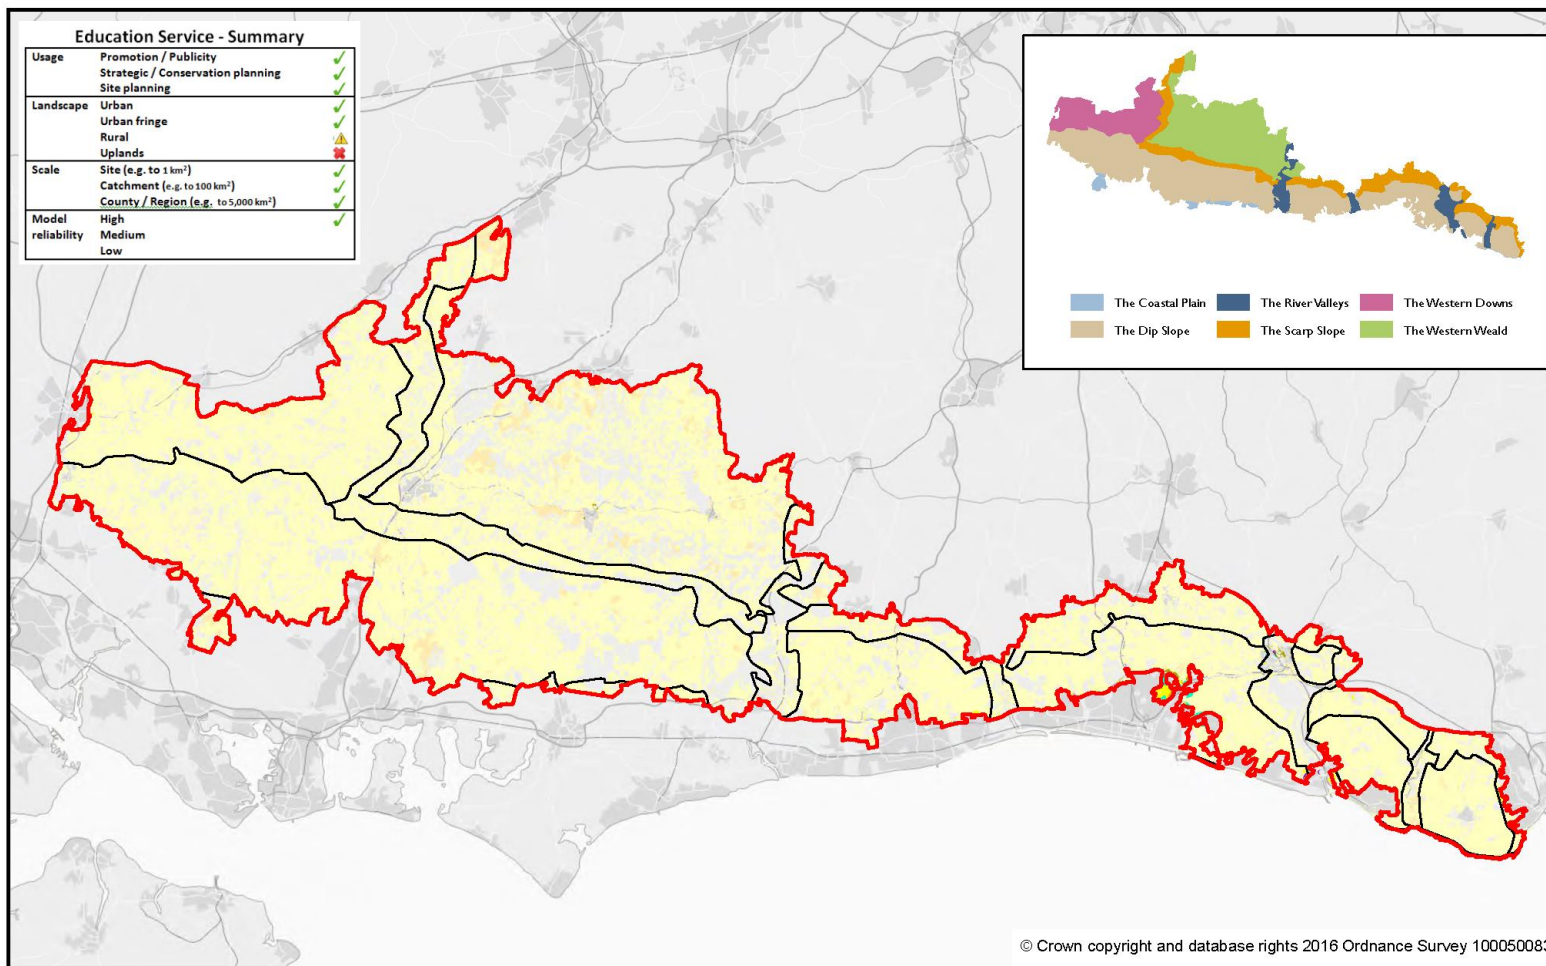 Education Service - Summary
Usage Promotion / Publicity ✓
Strategic / Conservation planning ✓
Site planning ✓
Landscape Urban ✓
Urban fringe ✓
Rural ⚠
Uplands ✖
Scale Site (e.g. to 1 km²) ✓
Catchment (e.g. to 100 km²) ✓
County / Region (e.g. to 5,000 km²) ✓
Model High ✓
reliability Medium
Low
The Coastal Plain The River Valleys The Western Downs
The Dip Slope The Scarp Slope The Western Weald
© Crown copyright and database rights 2016 Ordnance Survey 100050083